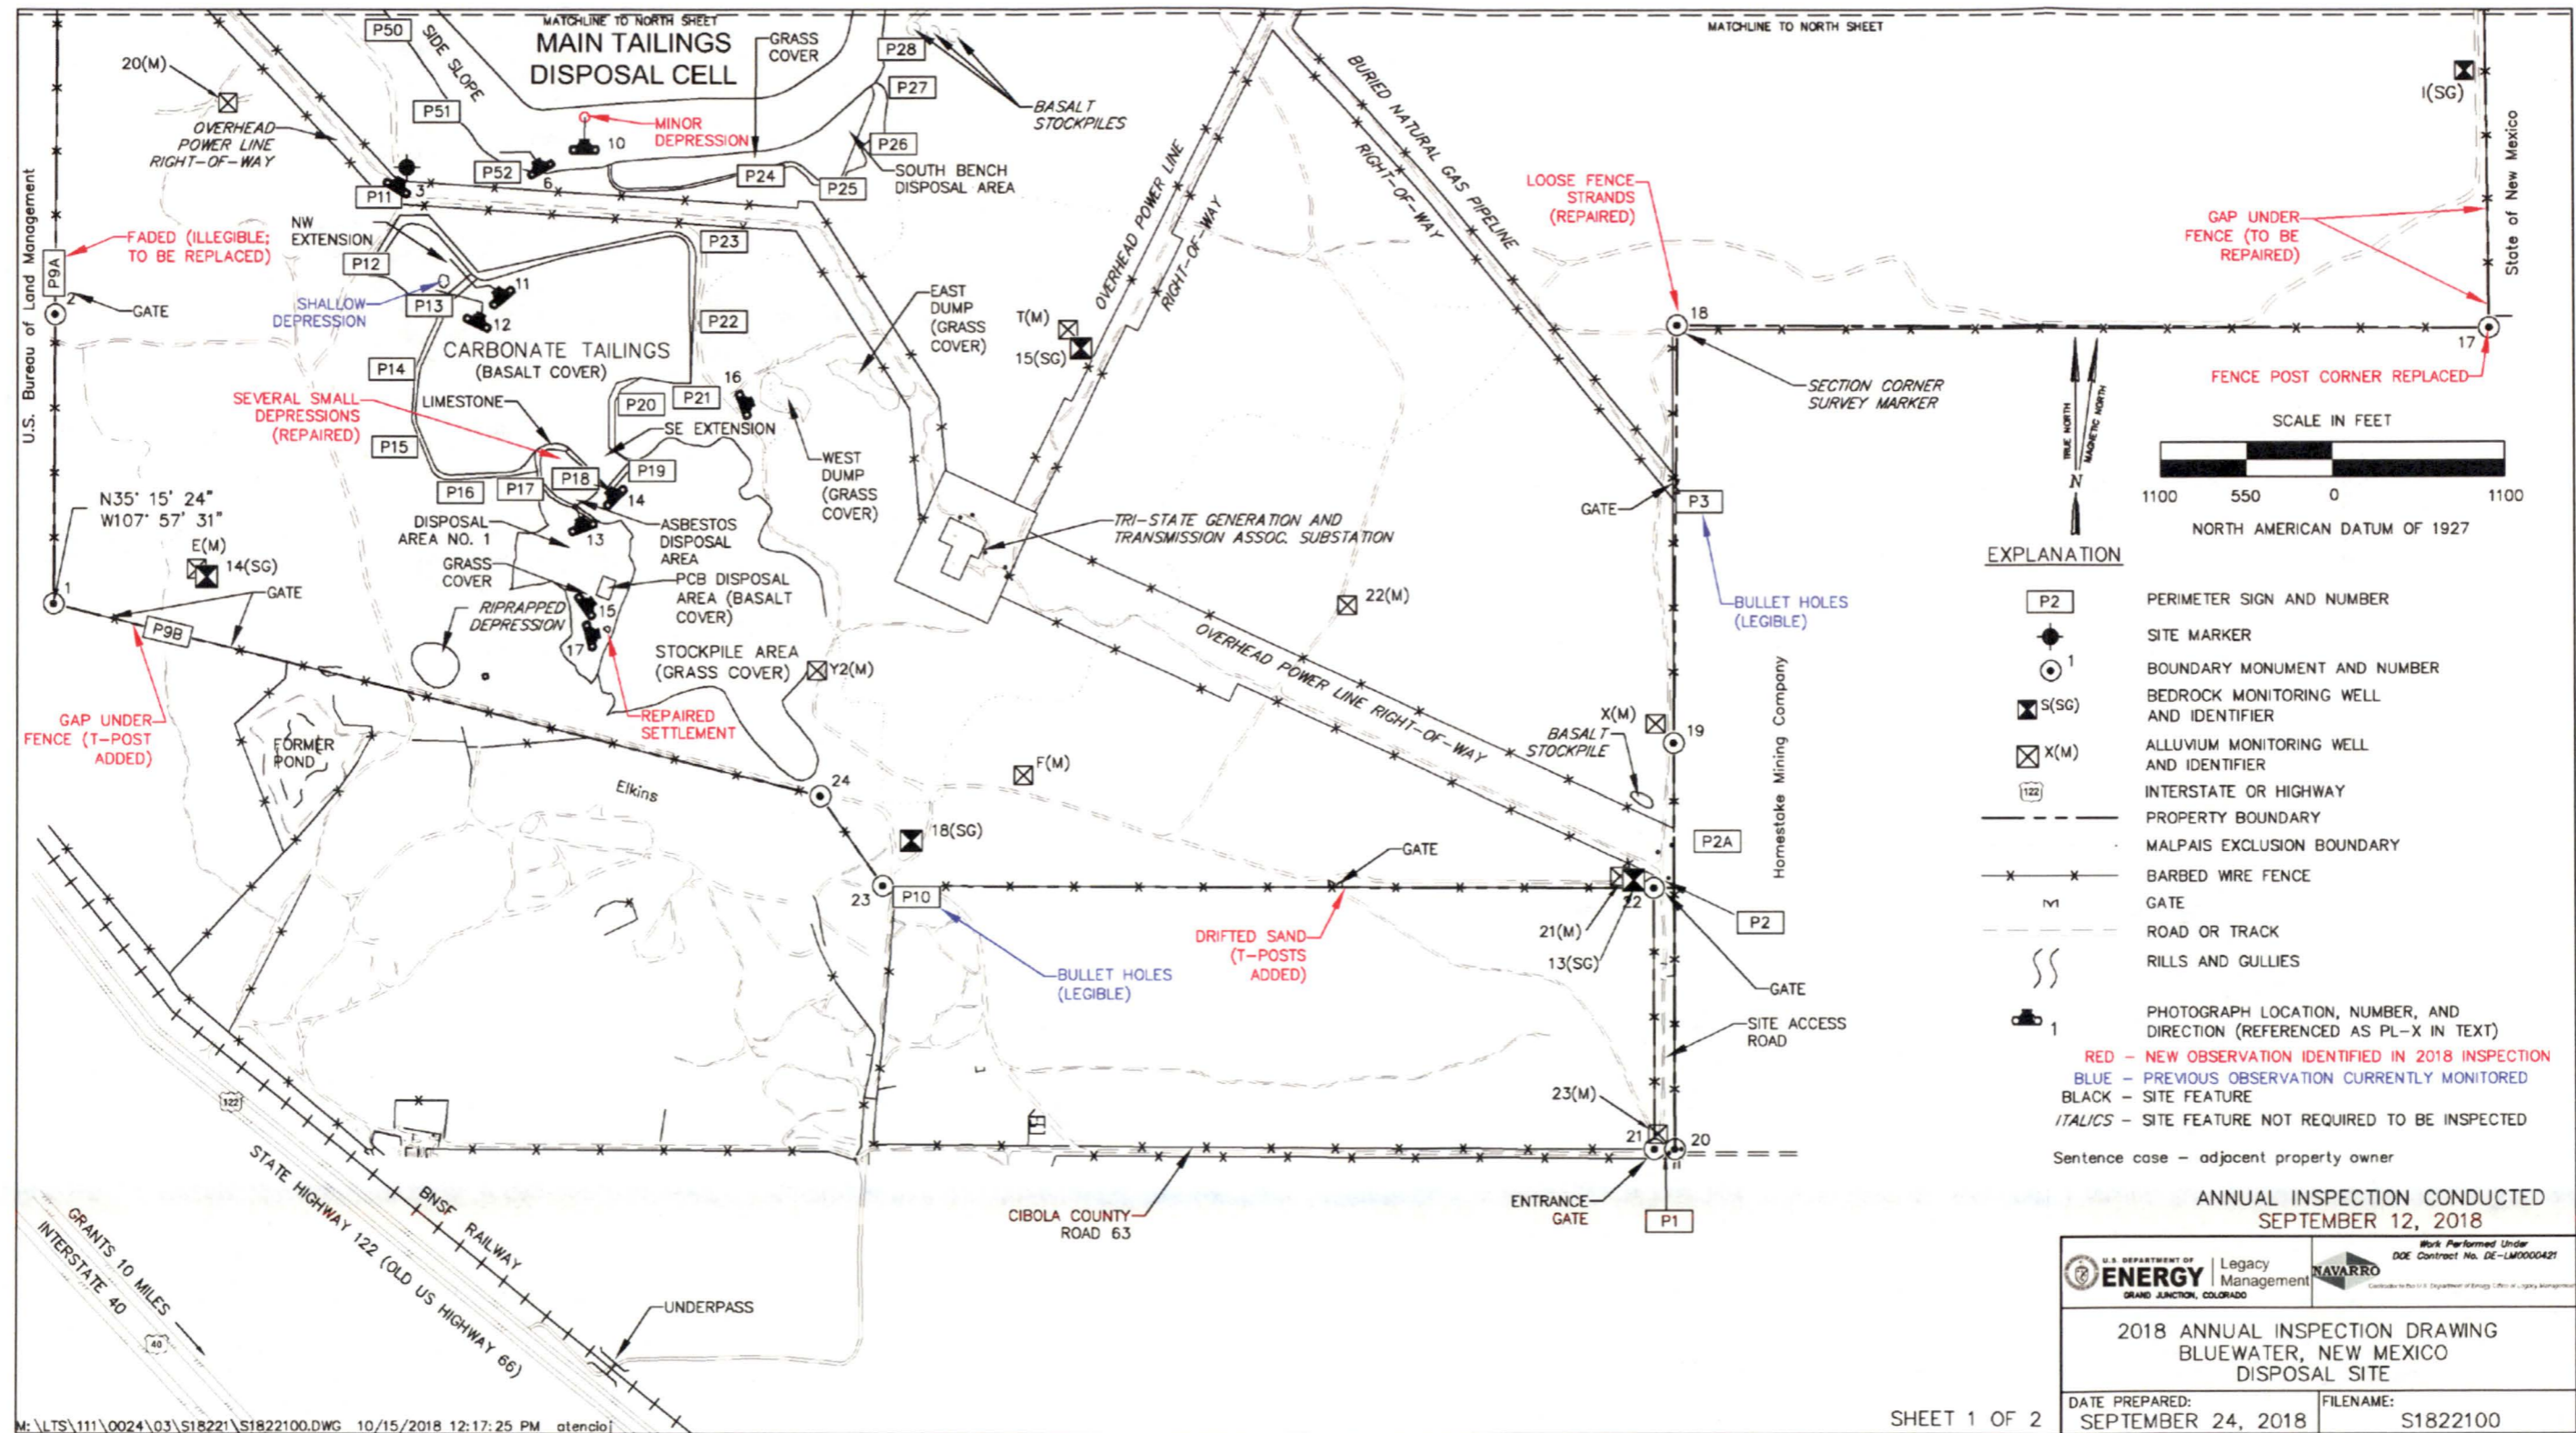 MATCHLINE TO NORTH SHEET
MATCHLINE TO NORTH SHEET
MAIN TAILINGS
DISPOSAL CELL
SIDE SLOPE
GRASS
COVER
P50
P51
P52
P28
P27
P26
P25
P24
20(M)
OVERHEAD
POWER LINE
RIGHT-OF-WAY
MINOR
DEPRESSION
10
6
3
P11
BASALT
STOCKPILES
SOUTH BENCH
DISPOSAL AREA
OVERHEAD POWER LINE
RIGHT-OF-WAY
BURIED NATURAL GAS PIPELINE
RIGHT-OF-WAY
I(SG)
State of New Mexico
LOOSE FENCE
STRANDS
(REPAIRED)
GAP UNDER
FENCE (TO BE
REPAIRED)
U.S. Bureau of Land Management
FADED (ILLEGIBLE;
TO BE REPLACED)
P9A
2
GATE
NW
EXTENSION
P12
P13
SHALLOW
DEPRESSION
11
12
P23
P22
CARBONATE TAILINGS
(BASALT COVER)
P14
EAST
DUMP
(GRASS
COVER)
T(M)
15(SG)
18
17
SECTION CORNER
SURVEY MARKER
FENCE POST CORNER REPLACED
SEVERAL SMALL
DEPRESSIONS
(REPAIRED)
LIMESTONE
16
P20
P21
SE EXTENSION
P15
P16
P17
P18
P19
14
WEST
DUMP
(GRASS
COVER)
TRUE NORTH
MAGNETIC NORTH
N
SCALE IN FEET
1100
550
0
1100
NORTH AMERICAN DATUM OF 1927
N35° 15' 24"
W107° 57' 31"
E(M)
14(SG)
1
GATE
P9B
DISPOSAL
AREA NO. 1
13
ASBESTOS
DISPOSAL
AREA
GRASS
COVER
PCB DISPOSAL
AREA (BASALT
COVER)
RIPRAPPED
DEPRESSION
15
17
STOCKPILE AREA
(GRASS COVER)
Y2(M)
REPAIRED
SETTLEMENT
GAP UNDER
FENCE (T-POST
ADDED)
FORMER
POND
Elkins
TRI-STATE GENERATION AND
TRANSMISSION ASSOC. SUBSTATION
22(M)
OVERHEAD POWER LINE RIGHT-OF-WAY
GATE
P3
BULLET HOLES
(LEGIBLE)
Homestake Mining Company
X(M)
19
BASALT
STOCKPILE
F(M)
24
18(SG)
23
P10
BULLET HOLES
(LEGIBLE)
GATE
DRIFTED SAND
(T-POSTS
ADDED)
P2A
22
P2
21(M)
13(SG)
GATE
SITE ACCESS
ROAD
23(M)
21
20
ENTRANCE
GATE
P1
CIBOLA COUNTY
ROAD 63
122
STATE HIGHWAY 122 (OLD US HIGHWAY 66)
BNSF RAILWAY
GRANTS 10 MILES
INTERSTATE 40
40
UNDERPASS
EXPLANATION
P2 PERIMETER SIGN AND NUMBER
SITE MARKER
1 BOUNDARY MONUMENT AND NUMBER
S(SG) BEDROCK MONITORING WELL
AND IDENTIFIER
X(M) ALLUVIUM MONITORING WELL
AND IDENTIFIER
122 INTERSTATE OR HIGHWAY
PROPERTY BOUNDARY
MALPAIS EXCLUSION BOUNDARY
BARBED WIRE FENCE
GATE
ROAD OR TRACK
RILLS AND GULLIES
1 PHOTOGRAPH LOCATION, NUMBER, AND
DIRECTION (REFERENCED AS PL-X IN TEXT)
RED - NEW OBSERVATION IDENTIFIED IN 2018 INSPECTION
BLUE - PREVIOUS OBSERVATION CURRENTLY MONITORED
BLACK - SITE FEATURE
ITALICS - SITE FEATURE NOT REQUIRED TO BE INSPECTED
Sentence case - adjacent property owner
ANNUAL INSPECTION CONDUCTED
SEPTEMBER 12, 2018
U.S. DEPARTMENT OF
ENERGY
GRAND JUNCTION, COLORADO
Legacy
Management
NAVARRO
Work Performed Under
DOE Contract No. DE-LM0000421
2018 ANNUAL INSPECTION DRAWING
BLUEWATER, NEW MEXICO
DISPOSAL SITE
DATE PREPARED:
SEPTEMBER 24, 2018
FILENAME:
S1822100
SHEET 1 OF 2
M:\LTS\111\0024\03\S18221\S1822100.DWG 10/15/2018 12:17:25 PM atencioj